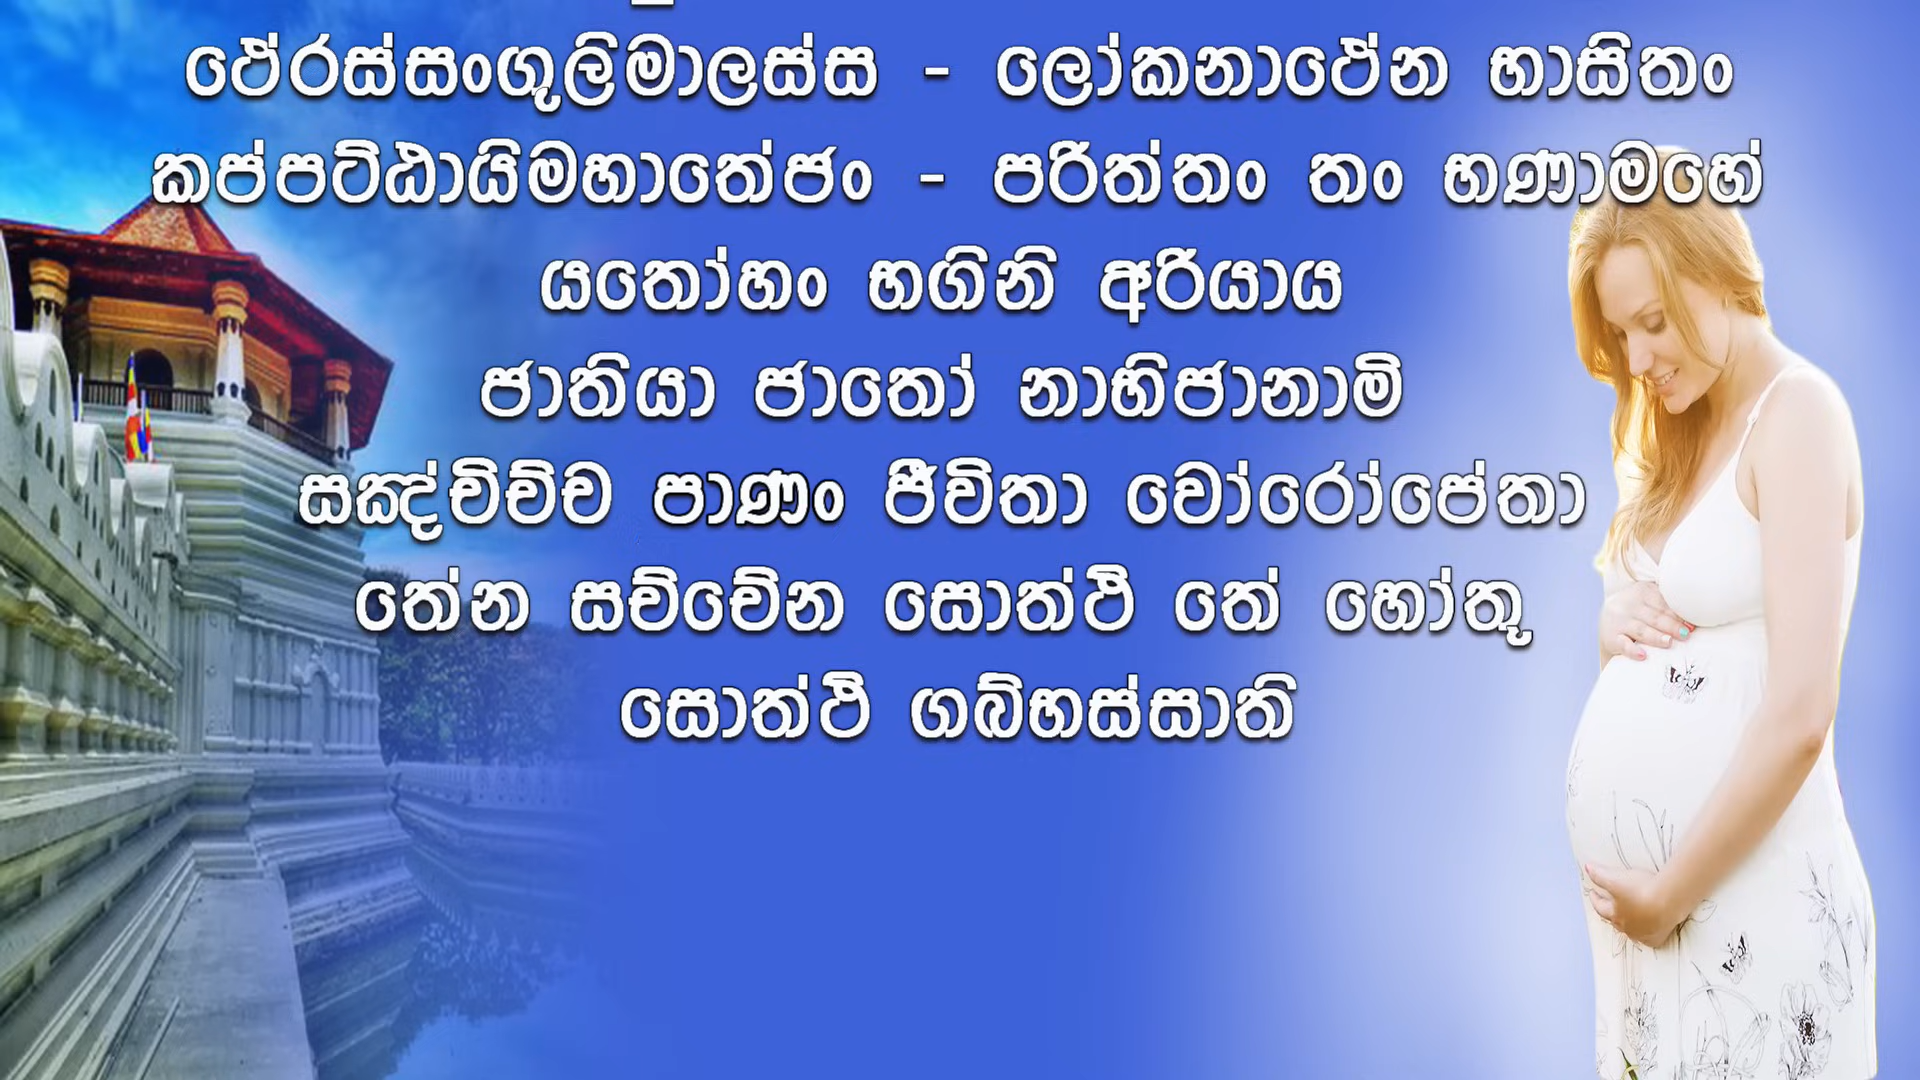 ථේරස්සංගුලිමාලස්ස - ලෝකනාථේන භාසිතං
කප්පට්ඨායිමහාතේජං - පරිත්තං තං භණාමහේ
යතෝහං භගිනි අරියාය
ජාතියා ජාතෝ නාභිජානාමි
සඤ්චිච්ච පාණං ජීවිතා වෝරෝපේතා
තේන සච්චේන සොත්ථි තේ හෝතු
සොත්ථි ගබ්භස්සාති